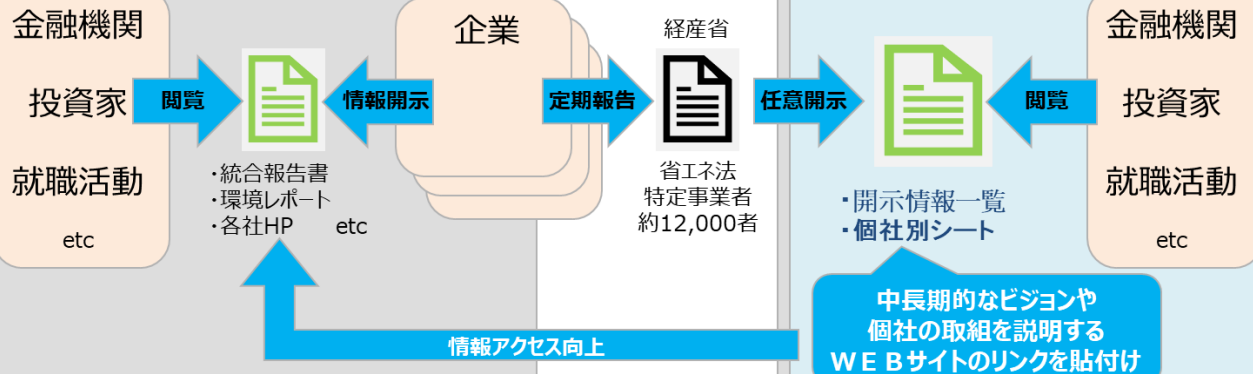 金融機関
投資家
就職活動
etc
閲覧
・統合報告書
・環境レポート
・各社HP etc
情報開示
企業
定期報告
経産省
省エネ法
特定事業者
約12,000者
任意開示
・開示情報一覧
・個社別シート
閲覧
金融機関
投資家
就職活動
etc
中長期的なビジョンや
個社の取組を説明する
ＷＥＢサイトのリンクを貼付け
情報アクセス向上